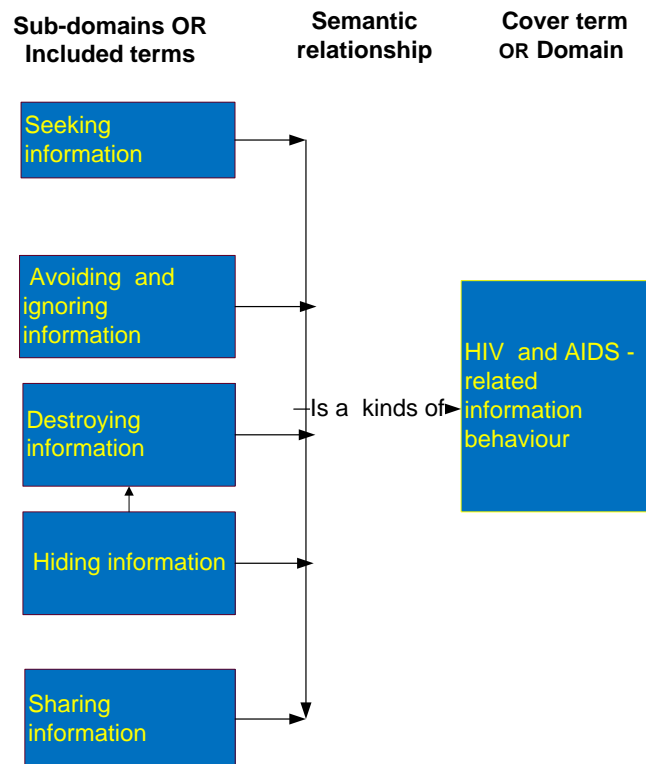 Sub-domains OR
Included terms
Semantic
relationship
Cover term
OR Domain
Seeking
information
Avoiding and
ignoring
information
Destroying
information
Hiding information
Sharing
information
Is a kinds of
HIV and AIDS -
related
information
behaviour